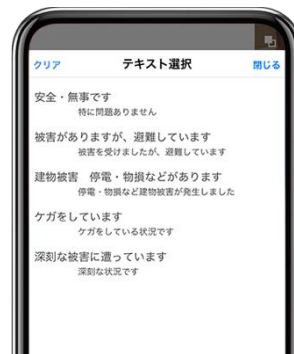 クリア テキスト選択 閉じる
安全・無事です
特に問題ありません
被害がありますが、避難しています
被害を受けましたが、避難しています
建物被害　停電・物損などがあります
停電・物損など建物被害が発生しました
ケガをしています
ケガをしている状況です
深刻な被害に遭っています
深刻な状況です